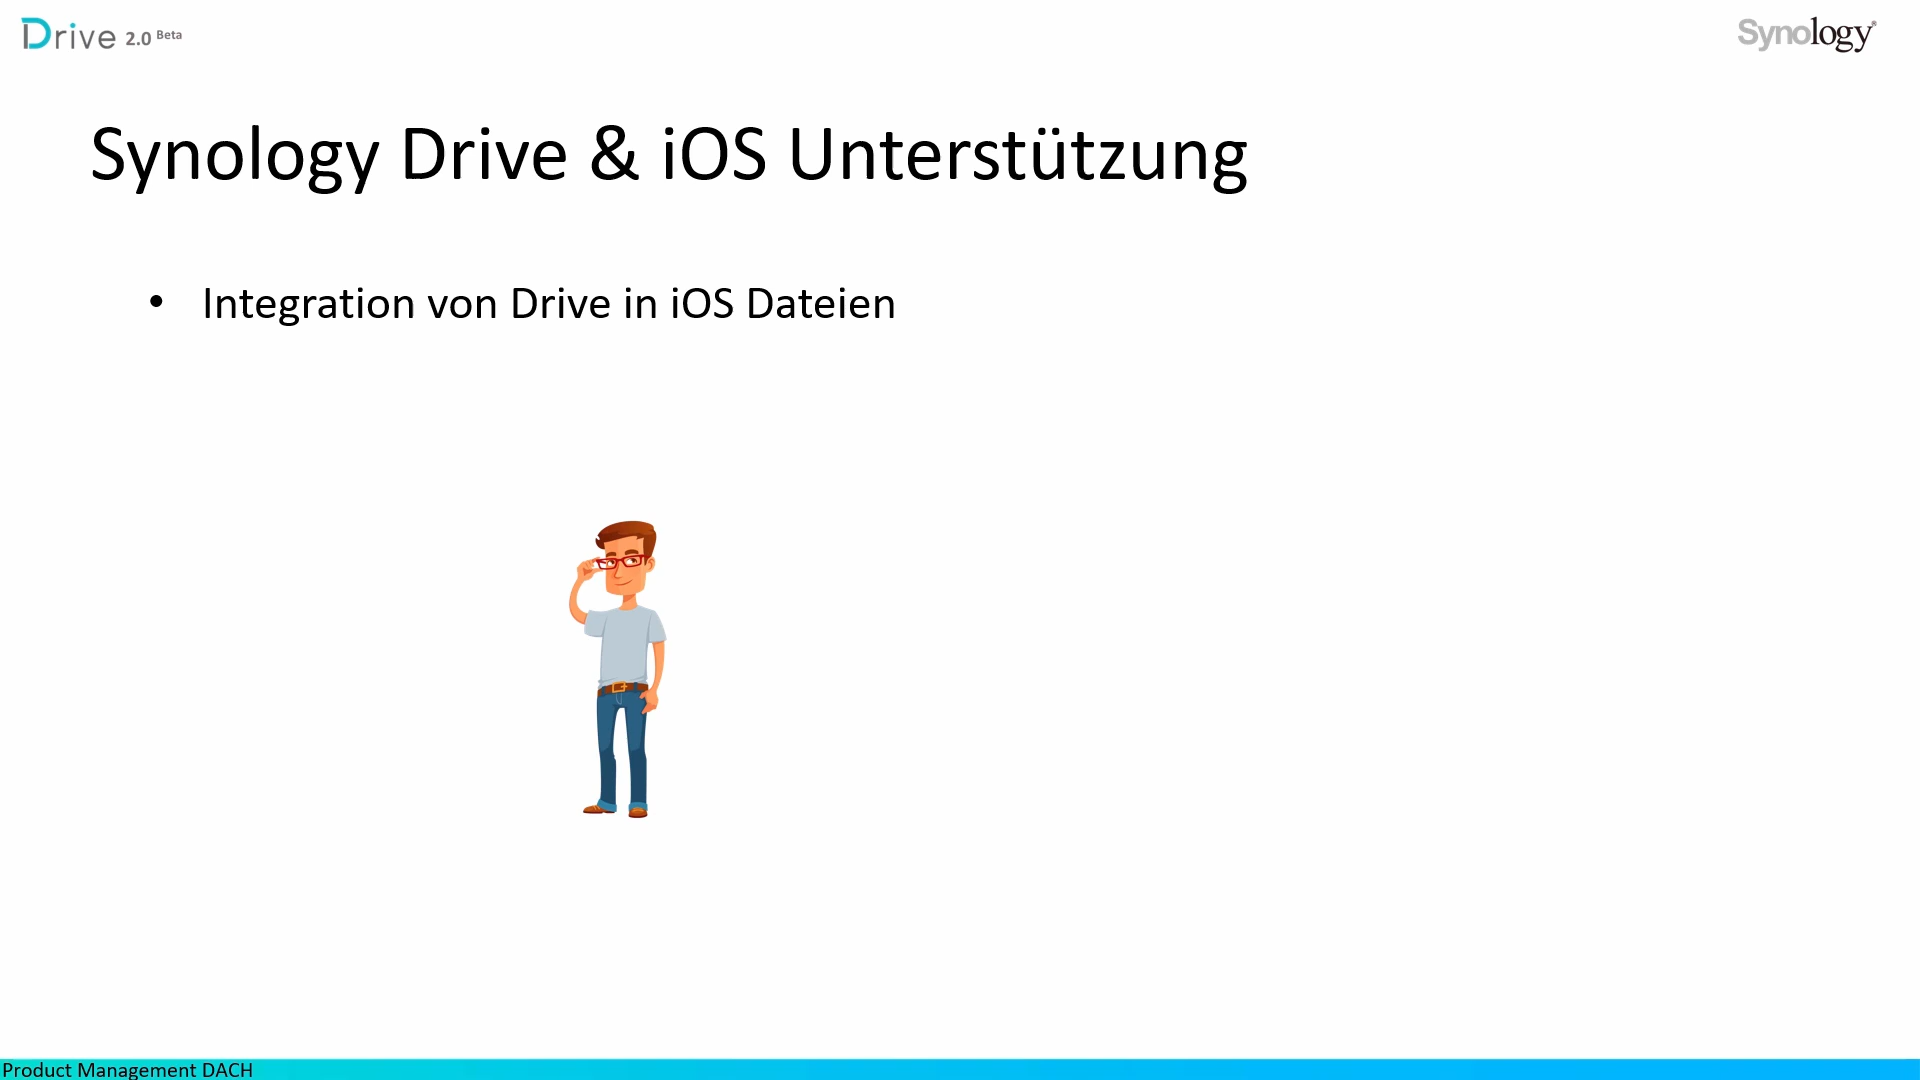 Drive 2.0 Beta
Synology®
Synology Drive & iOS Unterstützung
• Integration von Drive in iOS Dateien
Product Management DACH